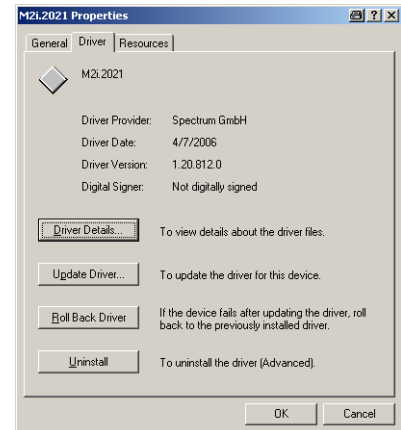 M2i.2021 Properties
General Driver Resources
M2i.2021
Driver Provider: Spectrum GmbH
Driver Date: 4/7/2006
Driver Version: 1.20.812.0
Digital Signer: Not digitally signed
Driver Details... To view details about the driver files.
Update Driver... To update the driver for this device.
Roll Back Driver If the device fails after updating the driver, roll
back to the previously installed driver.
Uninstall To uninstall the driver (Advanced).
OK Cancel